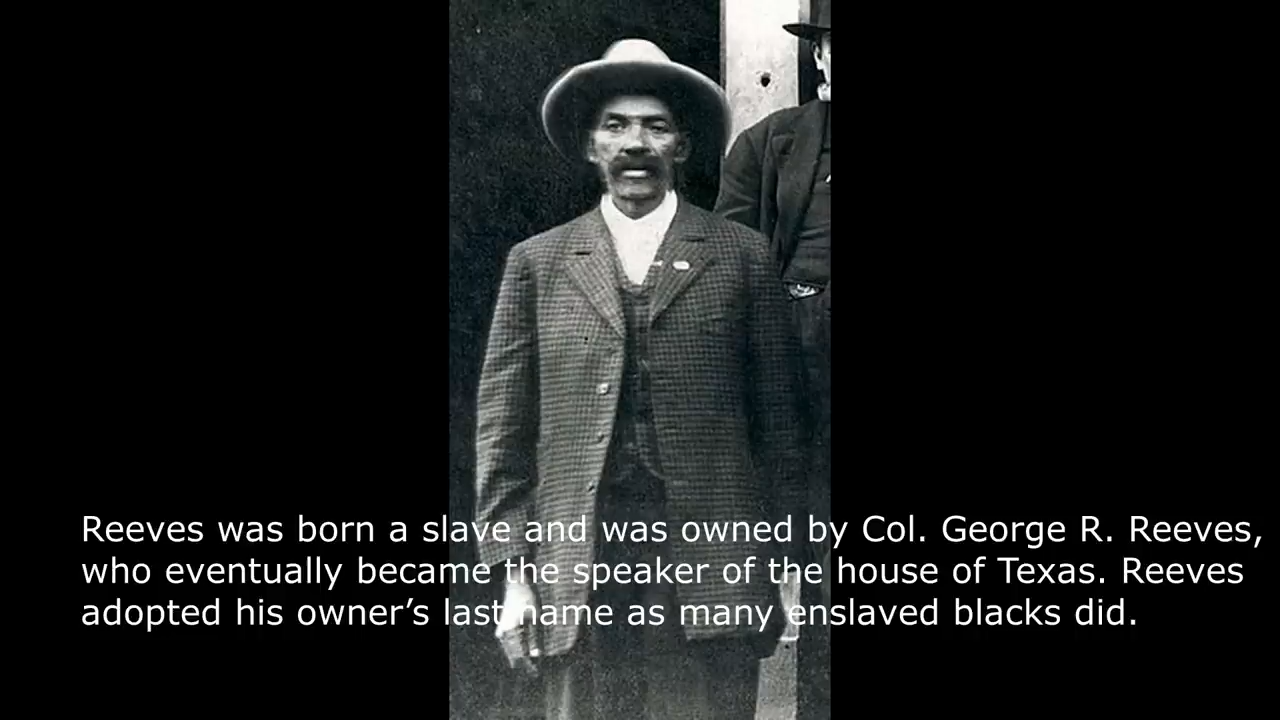 Reeves was born a slave and was owned by Col. George R. Reeves,
who eventually became the speaker of the house of Texas. Reeves
adopted his owner’s last name as many enslaved blacks did.